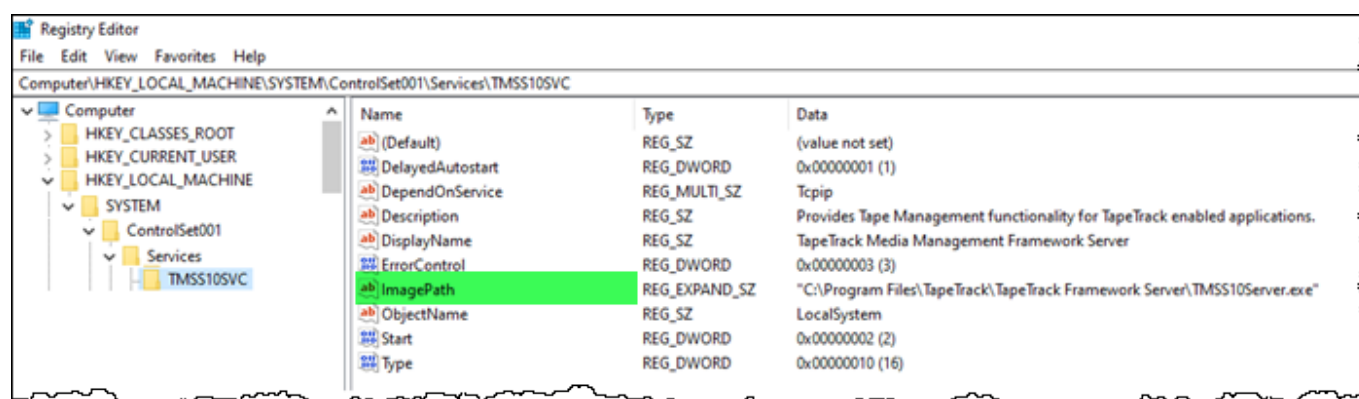 Registry Editor
File Edit View Favorites Help
Computer\HKEY_LOCAL_MACHINE\SYSTEM\ControlSet001\Services\TMSS10SVC
Computer
HKEY_CLASSES_ROOT
HKEY_CURRENT_USER
HKEY_LOCAL_MACHINE
SYSTEM
ControlSet001
Services
TMSS10SVC
Name Type Data
(Default) REG_SZ (value not set)
DelayedAutostart REG_DWORD 0x00000001 (1)
DependOnService REG_MULTI_SZ Tcpip
Description REG_SZ Provides Tape Management functionality for TapeTrack enabled applications.
DisplayName REG_SZ TapeTrack Media Management Framework Server
ErrorControl REG_DWORD 0x00000003 (3)
ImagePath REG_EXPAND_SZ "C:\Program Files\TapeTrack\TapeTrack Framework Server\TMSS10Server.exe"
ObjectName REG_SZ LocalSystem
Start REG_DWORD 0x00000002 (2)
Type REG_DWORD 0x00000010 (16)